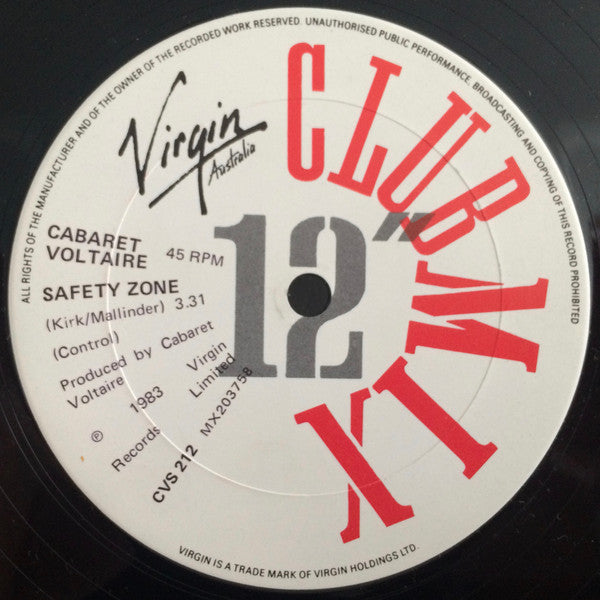 ALL RIGHTS OF THE MANUFACTURER AND OF THE OWNER OF THE RECORDED WORK RESERVED. UNAUTHORISED PUBLIC PERFORMANCE, BROADCASTING AND COPYING OF THIS RECORD PROHIBITED
Virgin
Australia
CLUB MIX
12"
CABARET
VOLTAIRE 45 RPM
SAFETY ZONE
(Kirk/Mallinder) 3.31
(Control)
Produced by Cabaret
Voltaire
℗ 1983 Virgin
Records Limited
CVS 212 MX203758
VIRGIN IS A TRADE MARK OF VIRGIN HOLDINGS LTD.